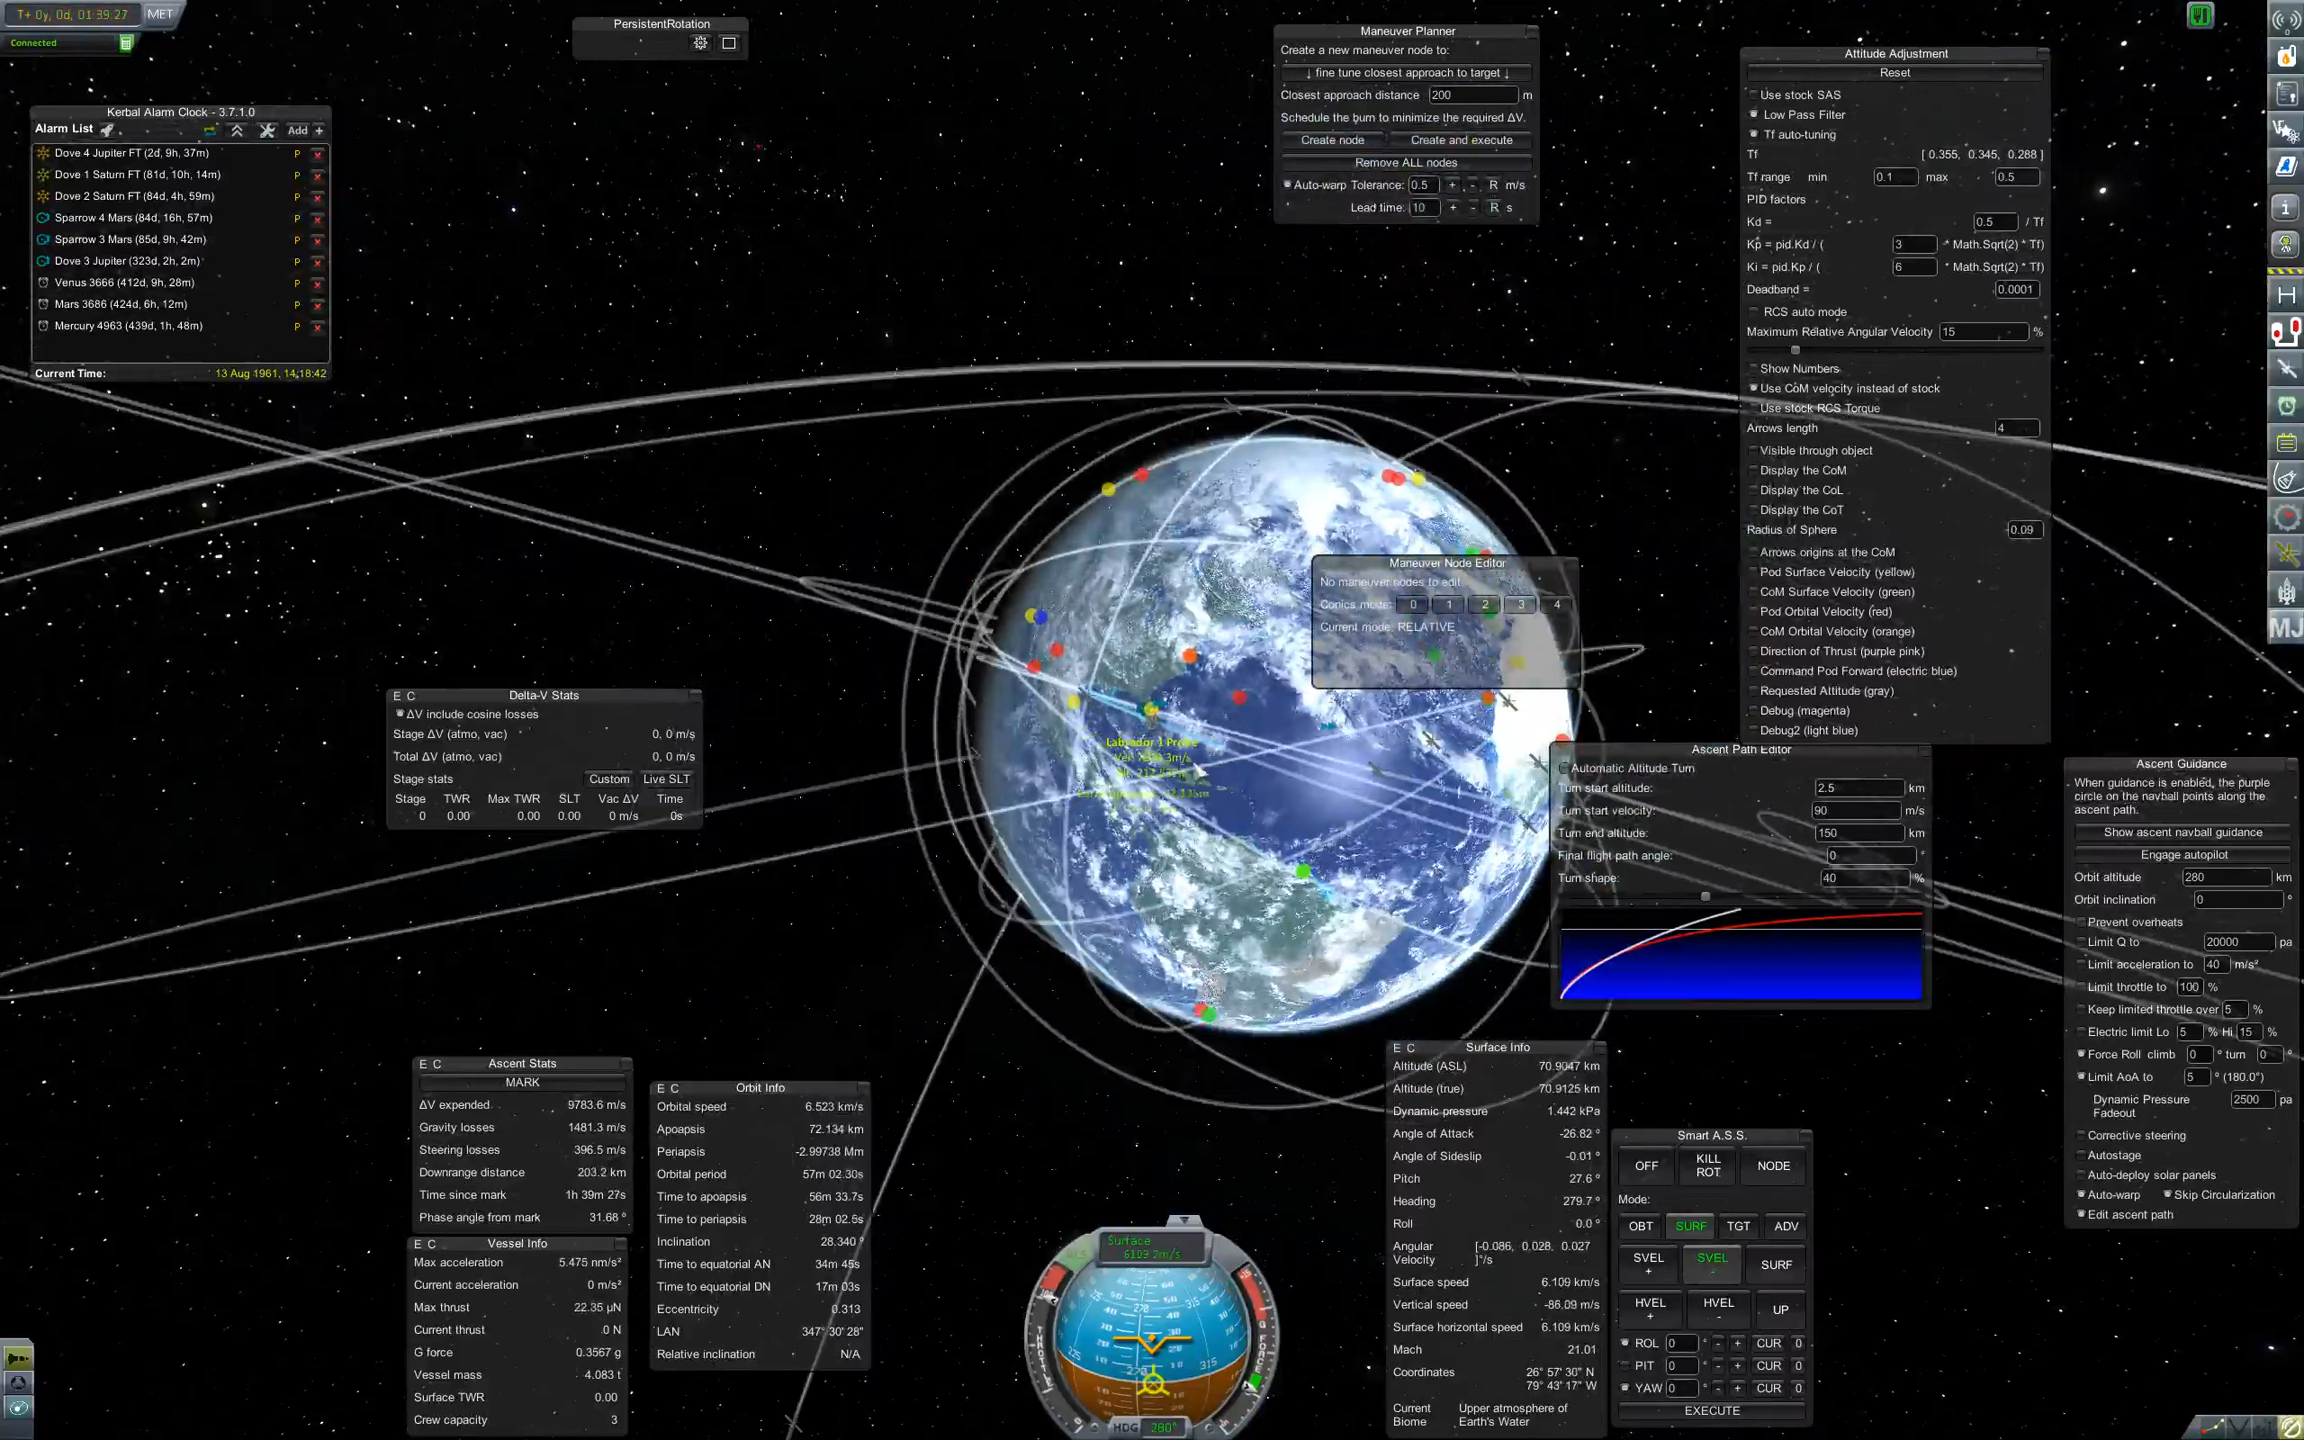 T+ 0y, 0d, 01:39:27 MET
Connected
PersistentRotation
Kerbal Alarm Clock - 3.7.1.0
Alarm List Add +
Dove 4 Jupiter FT (2d, 9h, 37m) P
Dove 1 Saturn FT (81d, 10h, 14m) P
Dove 2 Saturn FT (84d, 4h, 59m) P
Sparrow 4 Mars (84d, 16h, 57m) P
Sparrow 3 Mars (85d, 9h, 42m) P
Dove 3 Jupiter (323d, 2h, 2m) P
Venus 3666 (412d, 9h, 28m) P
Mars 3686 (424d, 6h, 12m) P
Mercury 4963 (439d, 1h, 48m) P
Current Time: 13 Aug 1961, 14:18:42
Maneuver Planner
Create a new maneuver node to:
↓ fine tune closest approach to target ↓
Closest approach distance 200 m
Schedule the burn to minimize the required ΔV.
Create node Create and execute
Remove ALL nodes
Auto-warp Tolerance: 0.5 + - R m/s
Lead time: 10 + - R s
Attitude Adjustment
Reset
Use stock SAS
Low Pass Filter
Tf auto-tuning
Tf [ 0.355, 0.345, 0.288 ]
Tf range min 0.1 max 0.5
PID factors
Kd = 0.5 / Tf
Kp = pid.Kd / ( 3 * Math.Sqrt(2) * Tf)
Ki = pid.Kp / ( 6 * Math.Sqrt(2) * Tf)
Deadband = 0.0001
RCS auto mode
Maximum Relative Angular Velocity 15 %
Show Numbers
Use CoM velocity instead of stock
Use stock RCS Torque
Arrows length 4
Visible through object
Display the CoM
Display the CoL
Display the CoT
Radius of Sphere 0.09
Arrows origins at the CoM
Pod Surface Velocity (yellow)
CoM Surface Velocity (green)
Pod Orbital Velocity (red)
CoM Orbital Velocity (orange)
Direction of Thrust (purple pink)
Command Pod Forward (electric blue)
Requested Attitude (gray)
Debug (magenta)
Debug2 (light blue)
Maneuver Node Editor
No maneuver nodes to edit
Conics mode: 0 1 2 3 4
Current mode: RELATIVE
MJ
E C Delta-V Stats
ΔV include cosine losses
Stage ΔV (atmo, vac) 0, 0 m/s
Total ΔV (atmo, vac) 0, 0 m/s
Stage stats Custom Live SLT
Stage TWR Max TWR SLT Vac ΔV Time
0 0.00 0.00 0.00 0 m/s 0s
Labrador 1 Probe
Ascent Path Editor
Automatic Altitude Turn
Turn start altitude: 2.5 km
Turn start velocity: 90 m/s
Turn end altitude: 150 km
Final flight path angle: 0 °
Turn shape: 40 %
Ascent Guidance
When guidance is enabled, the purple
circle on the navball points along the
ascent path.
Show ascent navball guidance
Engage autopilot
Orbit altitude 280 km
Orbit inclination 0 °
Prevent overheats
Limit Q to 20000 pa
Limit acceleration to 40 m/s²
Limit throttle to 100 %
Keep limited throttle over 5 %
Electric limit Lo 5 % Hi 15 %
Force Roll climb 0 ° turn 0 °
Limit AoA to 5 ° (180.0°)
Dynamic Pressure
Fadeout 2500 pa
Corrective steering
Autostage
Auto-deploy solar panels
Auto-warp Skip Circularization
Edit ascent path
E C Ascent Stats
MARK
ΔV expended 9783.6 m/s
Gravity losses 1481.3 m/s
Steering losses 396.5 m/s
Downrange distance 203.2 km
Time since mark 1h 39m 27s
Phase angle from mark 31.68 °
E C Vessel Info
Max acceleration 5.475 nm/s²
Current acceleration 0 m/s²
Max thrust 22.35 µN
Current thrust 0 N
G force 0.3567 g
Vessel mass 4.083 t
Surface TWR 0.00
Crew capacity 3
E C Orbit Info
Orbital speed 6.523 km/s
Apoapsis 72.134 km
Periapsis -2.99738 Mm
Orbital period 57m 02.30s
Time to apoapsis 56m 33.7s
Time to periapsis 28m 02.5s
Inclination 28.340 °
Time to equatorial AN 34m 45s
Time to equatorial DN 17m 03s
Eccentricity 0.313
LAN 347° 30' 28"
Relative inclination N/A
Surface
HDG 280°
E C Surface Info
Altitude (ASL) 70.9047 km
Altitude (true) 70.9125 km
Dynamic pressure 1.442 kPa
Angle of Attack -26.82 °
Angle of Sideslip -0.01 °
Pitch 27.6 °
Heading 279.7 °
Roll 0.0 °
Angular Velocity [-0.086, 0.028, 0.027 ]°/s
Surface speed 6.109 km/s
Vertical speed -86.09 m/s
Surface horizontal speed 6.109 km/s
Mach 21.01
Coordinates 26° 57' 30" N
79° 43' 17" W
Current Biome Upper atmosphere of Earth's Water
Smart A.S.S.
OFF KILL ROT NODE
Mode:
OBT SURF TGT ADV
SVEL + SVEL - SURF
HVEL + HVEL - UP
ROL 0 ° - + CUR 0
PIT 0 ° - + CUR 0
YAW 0 ° - + CUR 0
EXECUTE